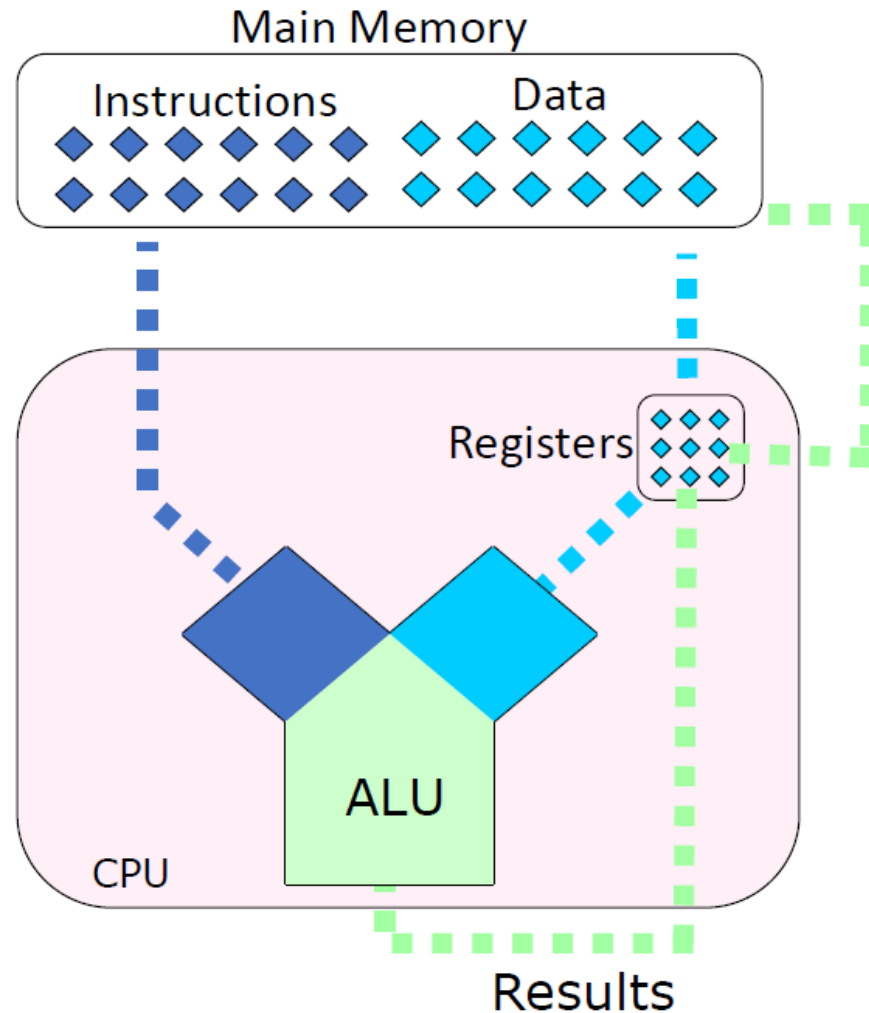 Main Memory
Instructions
Data
Registers
ALU
CPU
Results